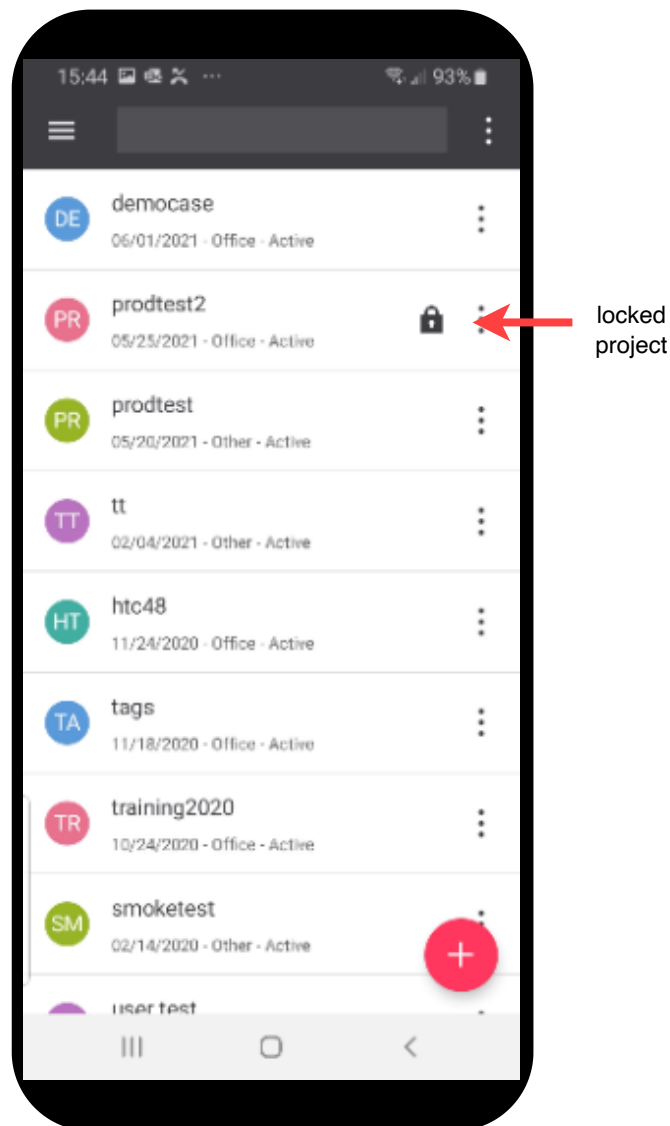 15:44 ... 93%
DE democase
06/01/2021 - Office - Active
PR prodtest2
05/25/2021 - Office - Active
locked
project
PR prodtest
05/20/2021 - Other - Active
TT tt
02/04/2021 - Other - Active
HT htc48
11/24/2020 - Office - Active
TA tags
11/18/2020 - Office - Active
TR training2020
10/24/2020 - Office - Active
SM smoketest
02/14/2020 - Other - Active
user test